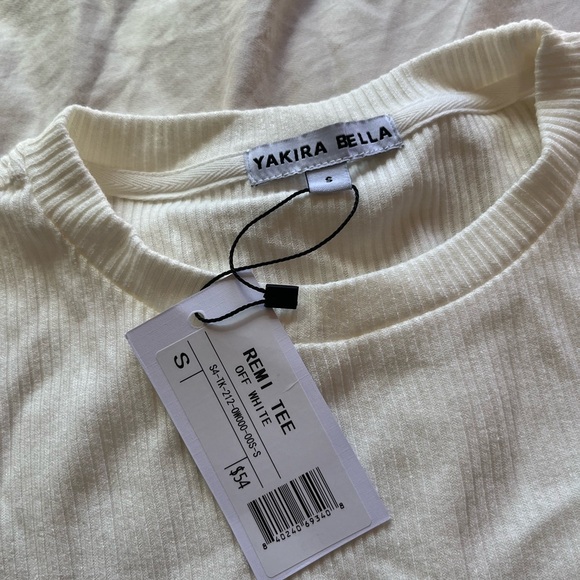 YAKIRA BELLA
S
REMI TEE
OFF WHITE
S
S4-TK-212-OW000-00S-S
$54
8 40240 69340 8